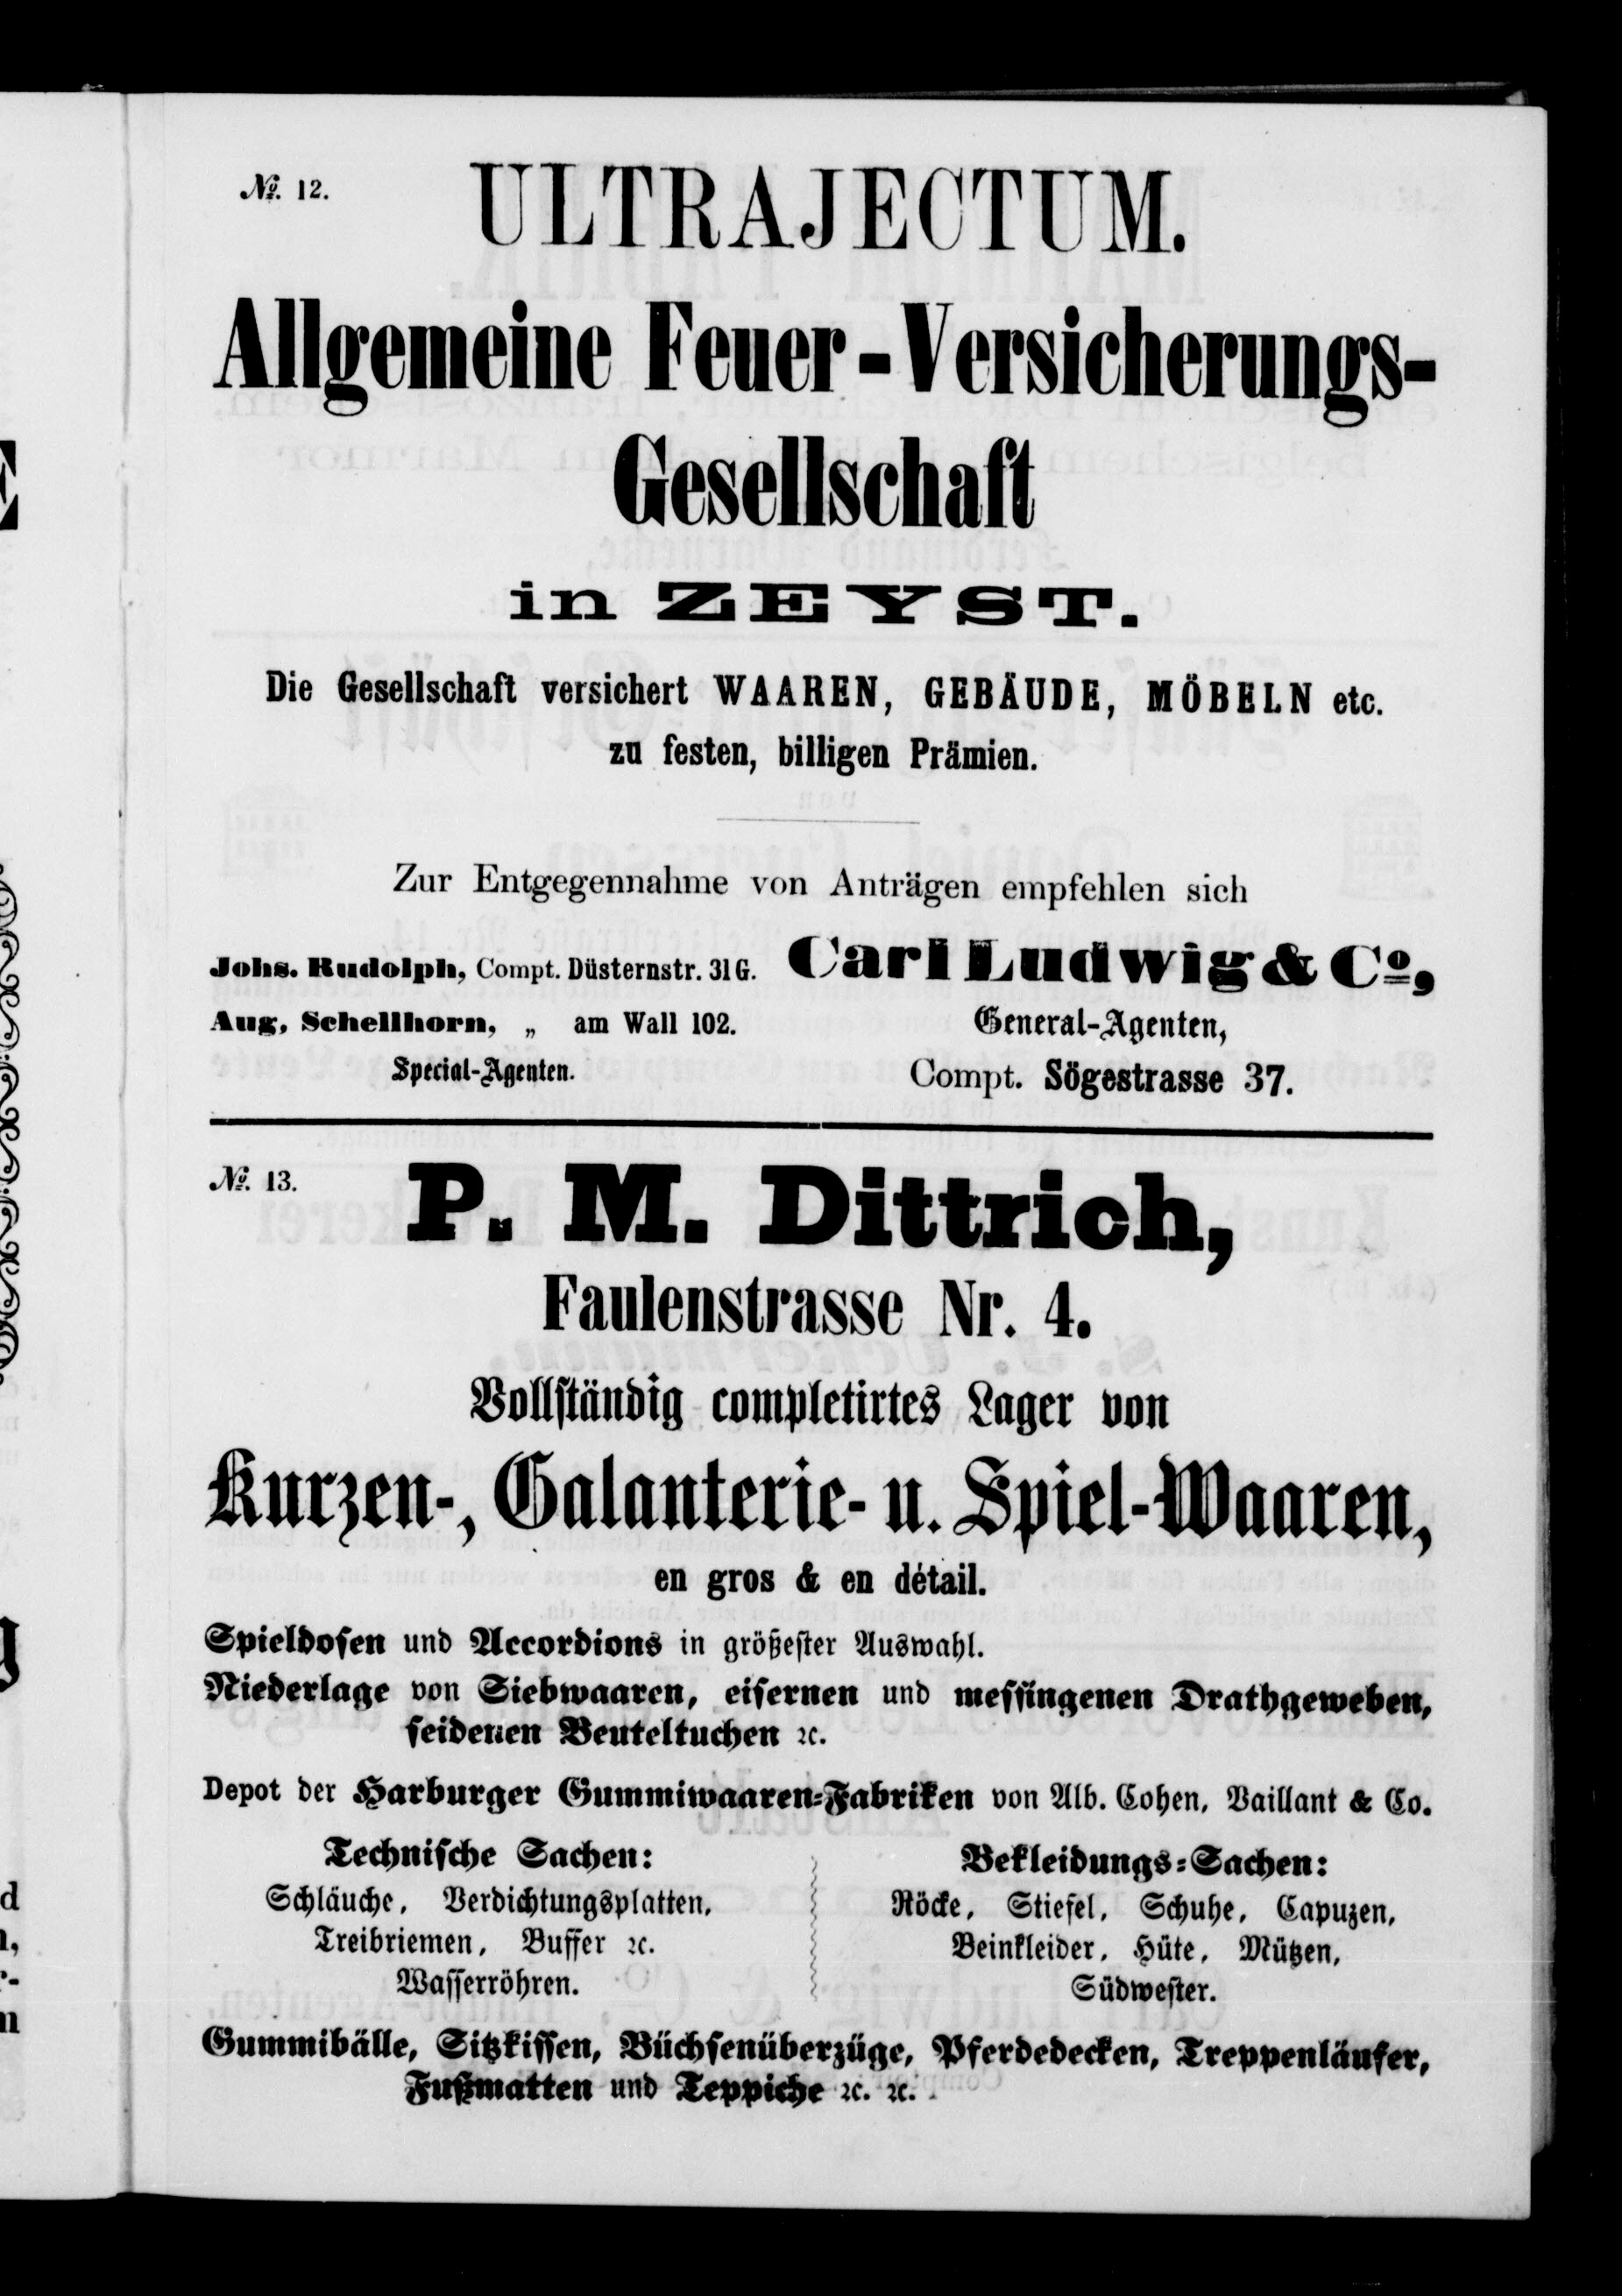 №. 12.
ULTRAJECTUM.
Allgemeine Feuer-Versicherungs-
Gesellschaft
in ZEYST.
Die Gesellschaft versichert WAAREN, GEBÄUDE, MÖBELN etc.
zu festen, billigen Prämien.
Zur Entgegennahme von Anträgen empfehlen sich
Johs. Rudolph, Compt. Düsternstr. 31G.
Aug. Schellhorn, „ am Wall 102.
Special-Agenten.
Carl Ludwig & Co,
General-Agenten,
Compt. Sögestrasse 37.
№. 13.
P. M. Dittrich,
Faulenstrasse Nr. 4.
Vollständig completirtes Lager von
Kurzen-, Galanterie- u. Spiel-Waaren,
en gros & en détail.
Spieldosen und Accordions in größester Auswahl.
Niederlage von Siebwaaren, eisernen und messingenen Drathgeweben,
seidenen Beuteltuchen ꝛc.
Depot der Harburger Gummiwaaren-Fabriken von Alb. Cohen, Vaillant & Co.
Technische Sachen:
Schläuche, Verdichtungsplatten,
Treibriemen, Buffer ꝛc.
Wasserröhren.
Bekleidungs-Sachen:
Röcke, Stiefel, Schuhe, Capuzen,
Beinkleider, Hüte, Mützen,
Südwester.
Gummibälle, Sitzkissen, Büchsenüberzüge, Pferdedecken, Treppenläufer,
Fußmatten und Teppiche ꝛc. ꝛc.